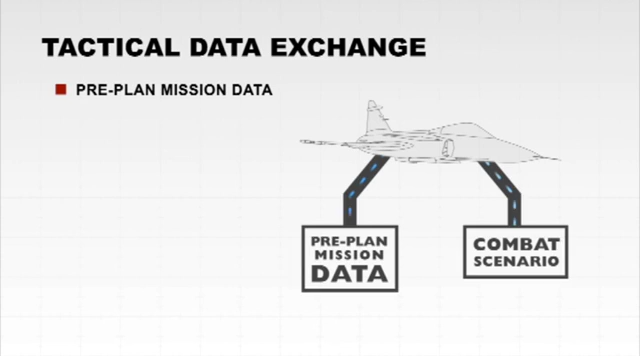 TACTICAL DATA EXCHANGE
PRE-PLAN MISSION DATA
PRE-PLAN
MISSION
DATA
COMBAT
SCENARIO